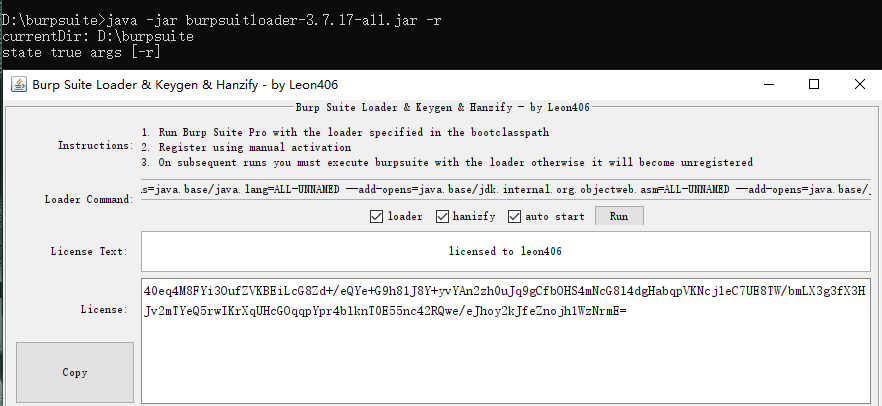 D:\burpsuite>java -jar burpsuitloader-3.7.17-all.jar -r
currentDir: D:\burpsuite
state true args [-r]
Burp Suite Loader & Keygen & Hanzify - by Leon406
Burp Suite Loader & Keygen & Hanzify - by Leon406
Instructions:
1. Run Burp Suite Pro with the loader specified in the bootclasspath
2. Register using manual activation
3. On subsequent runs you must execute burpsuite with the loader otherwise it will become unregistered
Loader Command:
s=java.base/java.lang=ALL-UNNAMED --add-opens=java.base/jdk.internal.org.objectweb.asm=ALL-UNNAMED --add-opens=java.base/j
loader hanizfy auto start Run
License Text:
licensed to leon406
License:
40eq4M8FYi3OufZVKBEiLcG8Zd+/eQYe+G9h81J8Y+yvYAn2zh0uJq9gCfbOHS4mNcG8l4dgHabqpVKNcjleC7UE8TW/bmLX3g3fX3H
Jv2mTYeQ5rwIKrXqUHcGOqqpYpr4blknT0E55nc42RQwe/eJhoy2kJfeZnojhlWzNrmE=
Copy